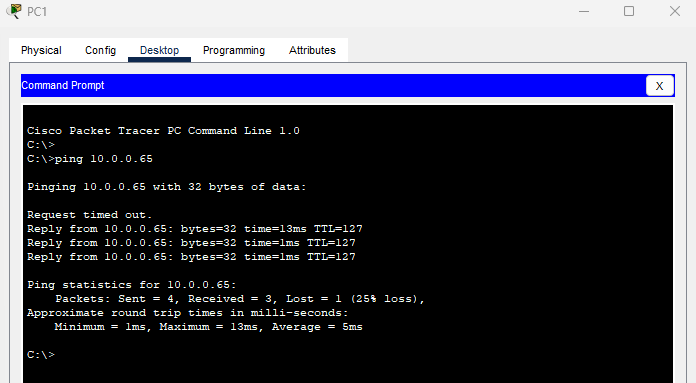 PC1
Physical Config Desktop Programming Attributes
Command Prompt X
Cisco Packet Tracer PC Command Line 1.0
C:\>
C:\>ping 10.0.0.65
Pinging 10.0.0.65 with 32 bytes of data:
Request timed out.
Reply from 10.0.0.65: bytes=32 time=13ms TTL=127
Reply from 10.0.0.65: bytes=32 time=1ms TTL=127
Reply from 10.0.0.65: bytes=32 time=1ms TTL=127
Ping statistics for 10.0.0.65:
Packets: Sent = 4, Received = 3, Lost = 1 (25% loss),
Approximate round trip times in milli-seconds:
Minimum = 1ms, Maximum = 13ms, Average = 5ms
C:\>